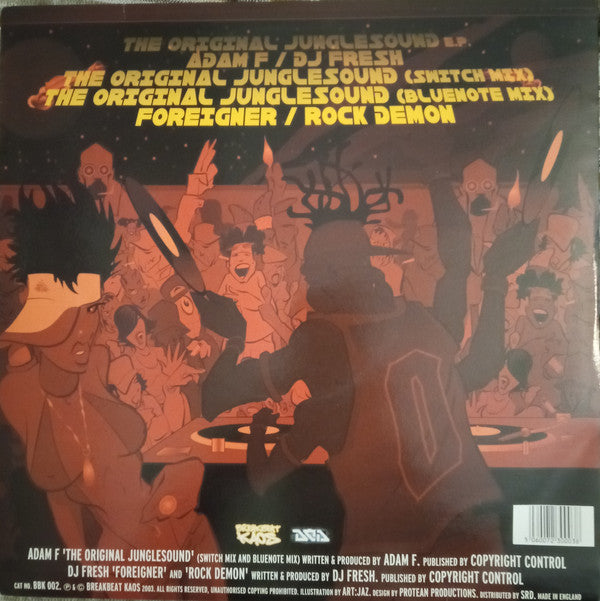 THE ORIGINAL JUNGLESOUND E.P.
ADAM F / DJ FRESH
THE ORIGINAL JUNGLESOUND (SWITCH MIX)
THE ORIGINAL JUNGLESOUND (BLUENOTE MIX)
FOREIGNER / ROCK DEMON
BREAKBEAT KAOS
5060072300036
ADAM F 'THE ORIGINAL JUNGLESOUND' (SWITCH MIX AND BLUENOTE MIX) WRITTEN & PRODUCED BY ADAM F. PUBLISHED BY COPYRIGHT CONTROL
DJ FRESH 'FOREIGNER' AND 'ROCK DEMON' WRITTEN & PRODUCED BY DJ FRESH. PUBLISHED BY COPYRIGHT CONTROL
CAT NO. BBK 002. ℗ & © BREAKBEAT KAOS 2003. ALL RIGHTS RESERVED, UNAUTHORISED COPYING PROHIBITED. ILLUSTRATION BY ART:JAZ. DESIGN BY PROTEAN PRODUCTIONS. DISTRIBUTED BY SRD. MADE IN ENGLAND